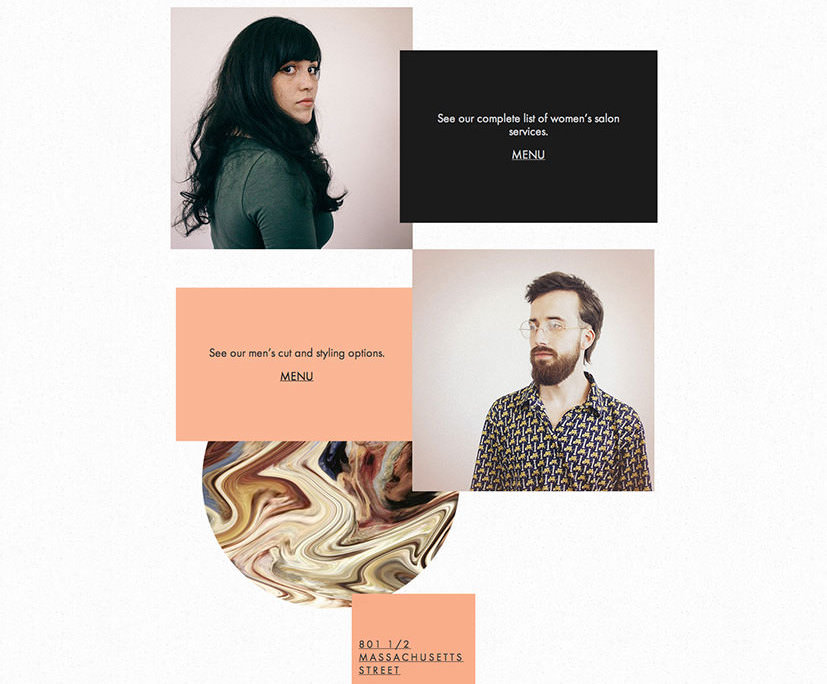 See our complete list of women's salon
services.
MENU
See our men's cut and styling options.
MENU
801 1/2
MASSACHUSETTS
STREET